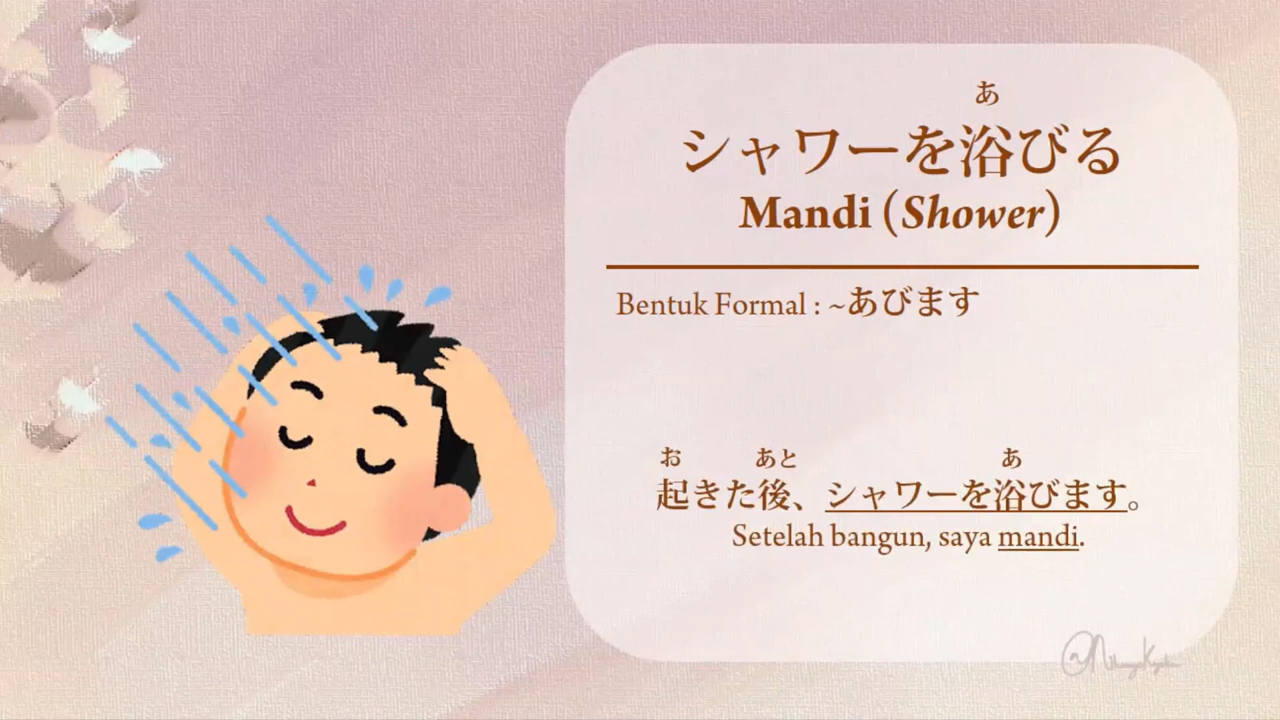 あ
シャワーを浴びる
Mandi (Shower)
Bentuk Formal : ~あびます
お あと あ
起きた後、シャワーを浴びます。
Setelah bangun, saya mandi.